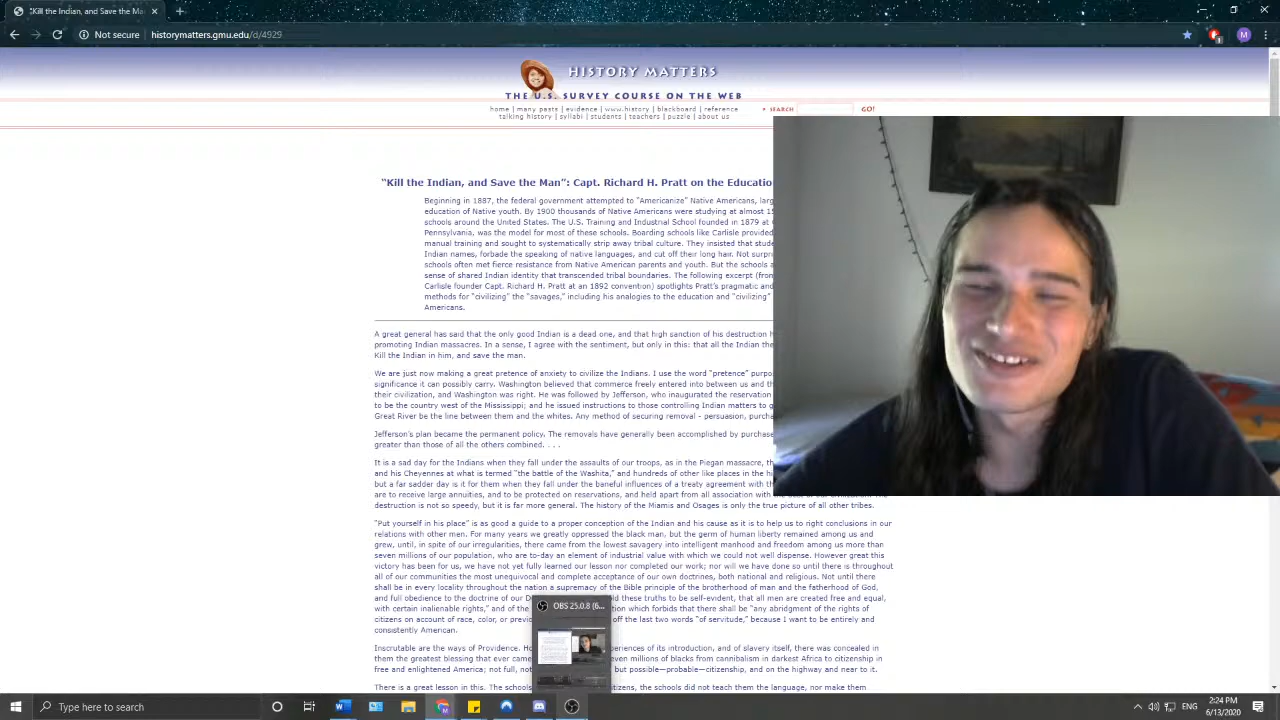 "Kill the Indian, and Save the Ma
Not secure | historymatters.gmu.edu/d/4929
M
HISTORY MATTERS
THE U.S. SURVEY COURSE ON THE WEB
home | many pasts | evidence | www.history | blackboard | reference
SEARCH GO!
talking history | syllabi | students | teachers | puzzle | about us
“Kill the Indian, and Save the Man”: Capt. Richard H. Pratt on the Educatio
Beginning in 1887, the federal government attempted to “Americanize” Native Americans, larg
education of Native youth. By 1900 thousands of Native Americans were studying at almost 15
schools around the United States. The U.S. Training and Industrial School founded in 1879 at C
Pennsylvania, was the model for most of these schools. Boarding schools like Carlisle provided
manual training and sought to systematically strip away tribal culture. They insisted that stude
Indian names, forbade the speaking of native languages, and cut off their long hair. Not surpri
schools often met fierce resistance from Native American parents and youth. But the schools a
sense of shared Indian identity that transcended tribal boundaries. The following excerpt (from
Carlisle founder Capt. Richard H. Pratt at an 1892 convention) spotlights Pratt’s pragmatic and
methods for “civilizing” the “savages,” including his analogies to the education and “civilizing”
Americans.
A great general has said that the only good Indian is a dead one, and that high sanction of his destruction h
promoting Indian massacres. In a sense, I agree with the sentiment, but only in this: that all the Indian the
Kill the Indian in him, and save the man.
We are just now making a great pretence of anxiety to civilize the Indians. I use the word “pretence” purpo
significance it can possibly carry. Washington believed that commerce freely entered into between us and th
their civilization, and Washington was right. He was followed by Jefferson, who inaugurated the reservation
to be the country west of the Mississippi; and he issued instructions to those controlling Indian matters to g
Great River be the line between them and the whites. Any method of securing removal - persuasion, purcha
Jefferson’s plan became the permanent policy. The removals have generally been accomplished by purchase
greater than those of all the others combined. . . .
It is a sad day for the Indians when they fall under the assaults of our troops, as in the Piegan massacre, th
and his Cheyennes at what is termed “the battle of the Washita,” and hundreds of other like places in the hi
but a far sadder day is it for them when they fall under the baneful influences of a treaty agreement with th
are to receive large annuities, and to be protected on reservations, and held apart from all association with
destruction is not so speedy, but it is far more general. The history of the Miamis and Osages is only the true picture of all other tribes.
“Put yourself in his place” is as good a guide to a proper conception of the Indian and his cause as it is to help us to right conclusions in our
relations with other men. For many years we greatly oppressed the black man, but the germ of human liberty remained among us and
grew, until, in spite of our irregularities, there came from the lowest savagery into intelligent manhood and freedom among us more than
seven millions of our population, who are to-day an element of industrial value with which we could not well dispense. However great this
victory has been for us, we have not yet fully learned our lesson nor completed our work; nor will we have done so until there is throughout
all of our communities the most unequivocal and complete acceptance of our own doctrines, both national and religious. Not until there
shall be in every locality throughout the nation a supremacy of the Bible principle of the brotherhood of man and the fatherhood of God,
and full obedience to the doctrine of our De old these truths to be self-evident, that all men are created free and equal,
with certain inalienable rights,” and of the tion which forbids that there shall be “any abridgment of the rights of
citizens on account of race, color, or previo off the last two words “of servitude,” because I want to be entirely and
consistently American.
Inscrutable are the ways of Providence. Ho periences of its introduction, and of slavery itself, there was concealed in
them the greatest blessing that ever came even millions of blacks from cannibalism in darkest Africa to citizenship in
free and enlightened America; not full, not but possible—probable—citizenship, and on the highway and near to it.
There is a great lesson in this. The schools itizens, the schools did not teach them the language, nor make them
OBS 25.0.8 (6...
Type here to search
ENG
2:24 PM
6/13/2020